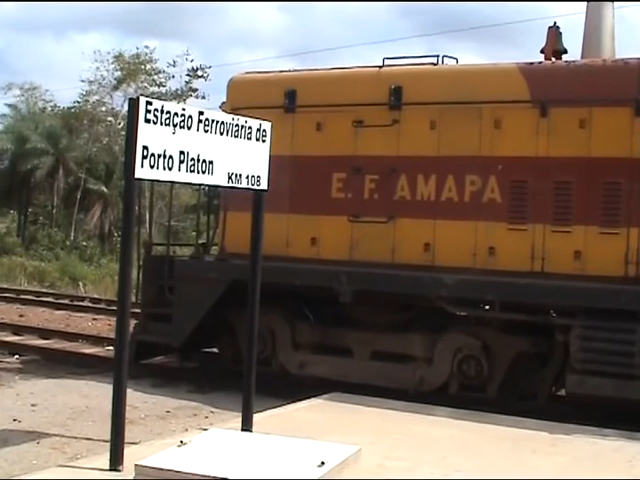 Estação Ferroviária de
Porto Platon
KM 108
E. F. AMAPÁ